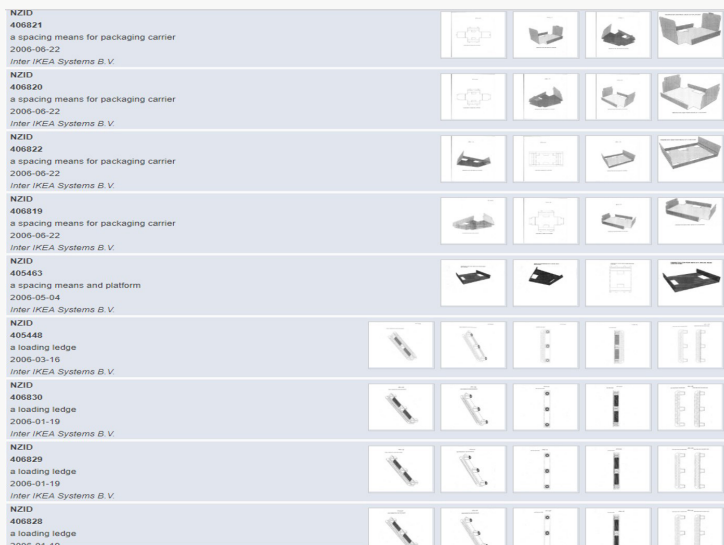 NZID
406821
a spacing means for packaging carrier
2006-06-22
Inter IKEA Systems B.V.
NZID
406820
a spacing means for packaging carrier
2006-06-22
Inter IKEA Systems B.V.
NZID
406822
a spacing means for packaging carrier
2006-06-22
Inter IKEA Systems B.V.
NZID
406819
a spacing means for packaging carrier
2006-06-22
Inter IKEA Systems B.V.
NZID
405463
a spacing means and platform
2006-05-04
Inter IKEA Systems B.V.
NZID
405448
a loading ledge
2006-03-16
Inter IKEA Systems B.V.
NZID
406830
a loading ledge
2006-01-19
Inter IKEA Systems B.V.
NZID
406829
a loading ledge
2006-01-19
Inter IKEA Systems B.V.
NZID
406828
a loading ledge
2006-01-19